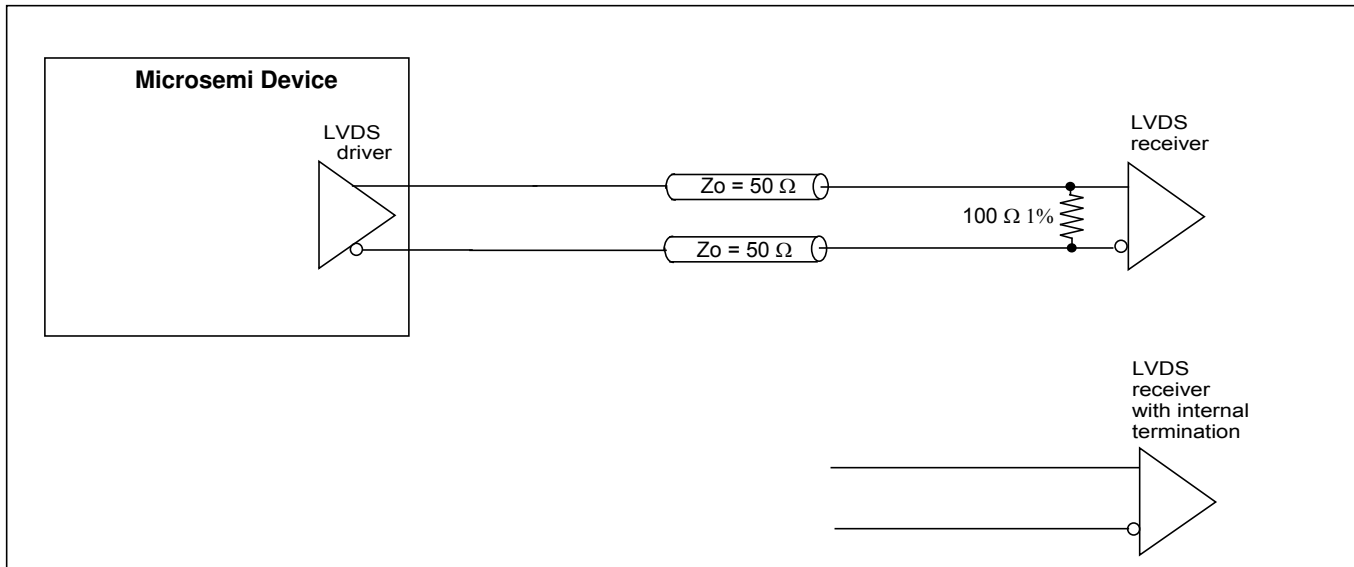 Microsemi Device
LVDS
driver
Zo = 50 Ω
Zo = 50 Ω
LVDS
receiver
100 Ω 1%
LVDS
receiver
with internal
termination